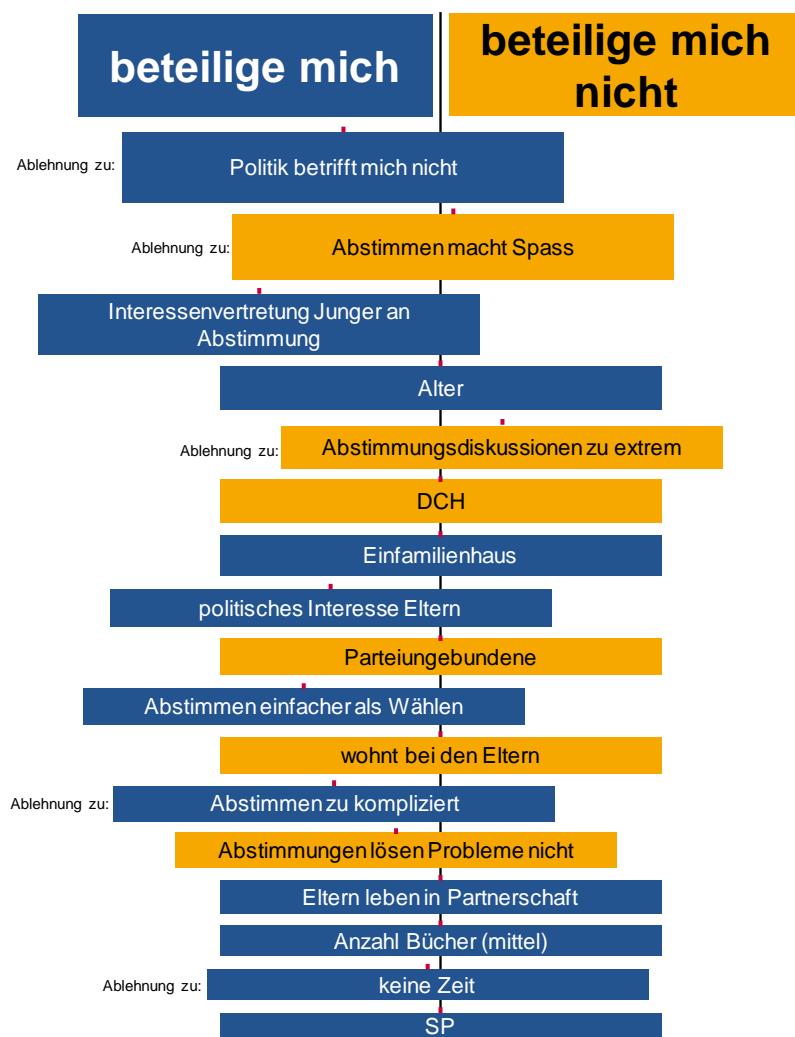 beteilige mich
beteilige mich
nicht
Ablehnung zu:
Politik betrifft mich nicht
Ablehnung zu:
Abstimmen macht Spass
Interessenvertretung Junger an
Abstimmung
Alter
Ablehnung zu:
Abstimmungsdiskussionen zu extrem
DCH
Einfamilienhaus
politisches Interesse Eltern
Parteiungebundene
Abstimmen einfacher als Wählen
wohnt bei den Eltern
Ablehnung zu:
Abstimmen zu kompliziert
Abstimmungen lösen Probleme nicht
Eltern leben in Partnerschaft
Anzahl Bücher (mittel)
Ablehnung zu:
keine Zeit
SP